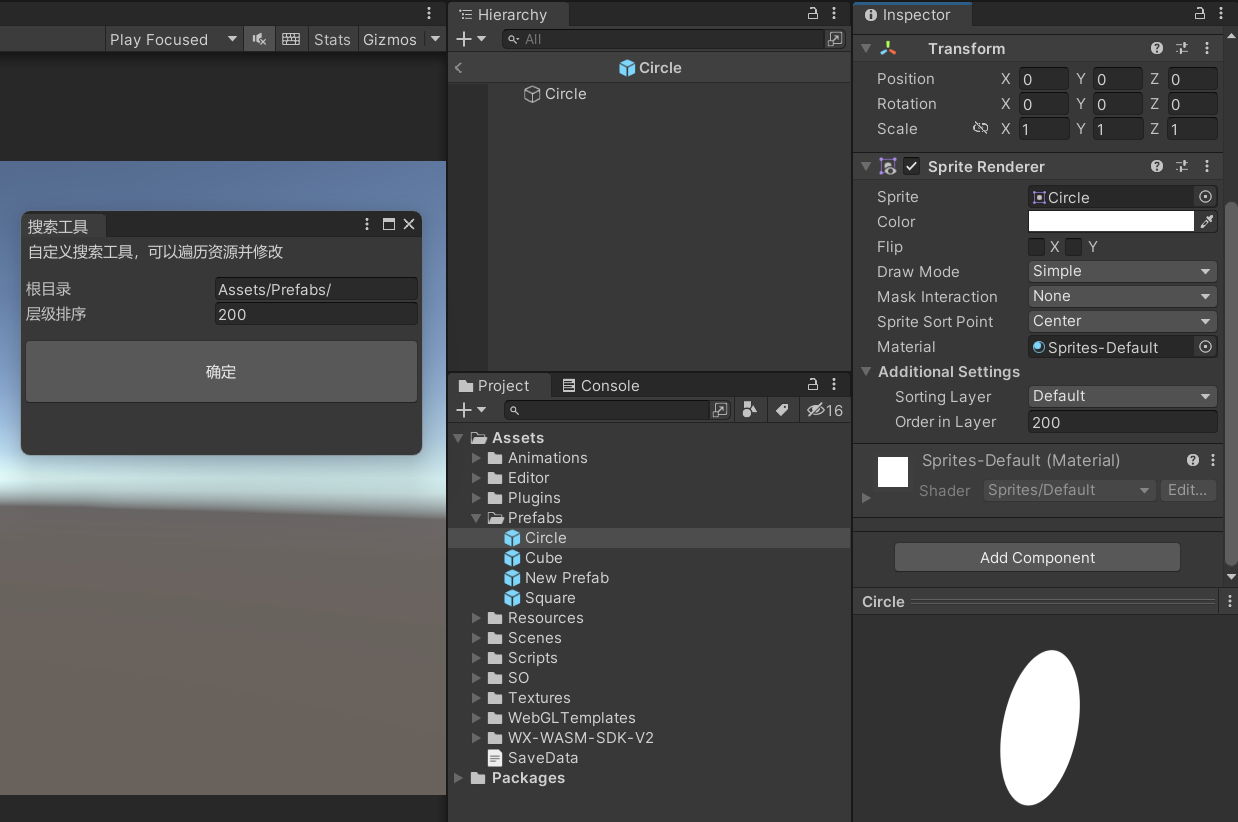 Play Focused
Stats
Gizmos
搜索工具
自定义搜索工具，可以遍历资源并修改
根目录 Assets/Prefabs/
层级排序 200
确定
Hierarchy
All
Circle
Circle
Project
Console
16
Assets
Animations
Editor
Plugins
Prefabs
Circle
Cube
New Prefab
Square
Resources
Scenes
Scripts
SO
Textures
WebGLTemplates
WX-WASM-SDK-V2
SaveData
Packages
Inspector
Transform
Position X 0 Y 0 Z 0
Rotation X 0 Y 0 Z 0
Scale X 1 Y 1 Z 1
Sprite Renderer
Sprite Circle
Color
Flip X Y
Draw Mode Simple
Mask Interaction None
Sprite Sort Point Center
Material Sprites-Default
Additional Settings
Sorting Layer Default
Order in Layer 200
Sprites-Default (Material)
Shader Sprites/Default Edit...
Add Component
Circle